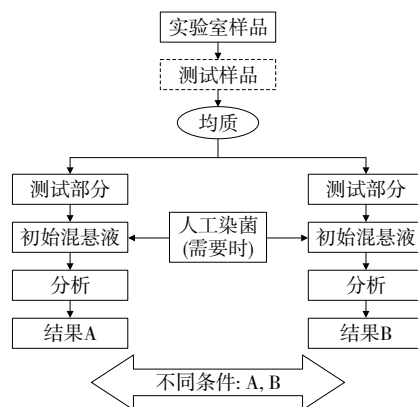 实验室样品
测试样品
均质
测试部分
测试部分
初始混悬液
人工染菌
(需要时)
初始混悬液
分析
分析
结果A
结果B
不同条件: A, B